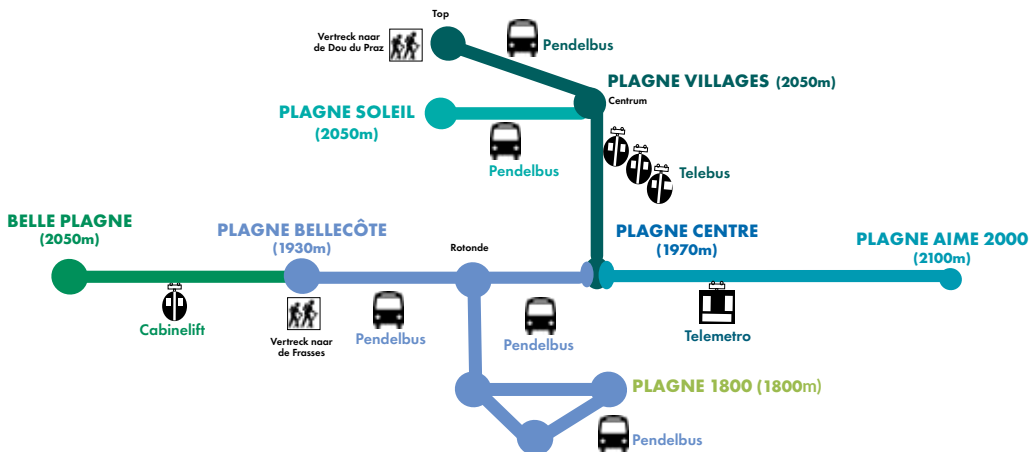 Top
Vertreck naar
de Dou du Praz
Pendelbus
PLAGNE VILLAGES (2050m)
Centrum
PLAGNE SOLEIL
(2050m)
Pendelbus
Telebus
BELLE PLAGNE
(2050m)
PLAGNE BELLECÔTE
(1930m)
Rotonde
PLAGNE CENTRE
(1970m)
PLAGNE AIME 2000
(2100m)
Cabinelift
Vertreck naar
de Frasses
Pendelbus
Pendelbus
Telemetro
PLAGNE 1800 (1800m)
Pendelbus